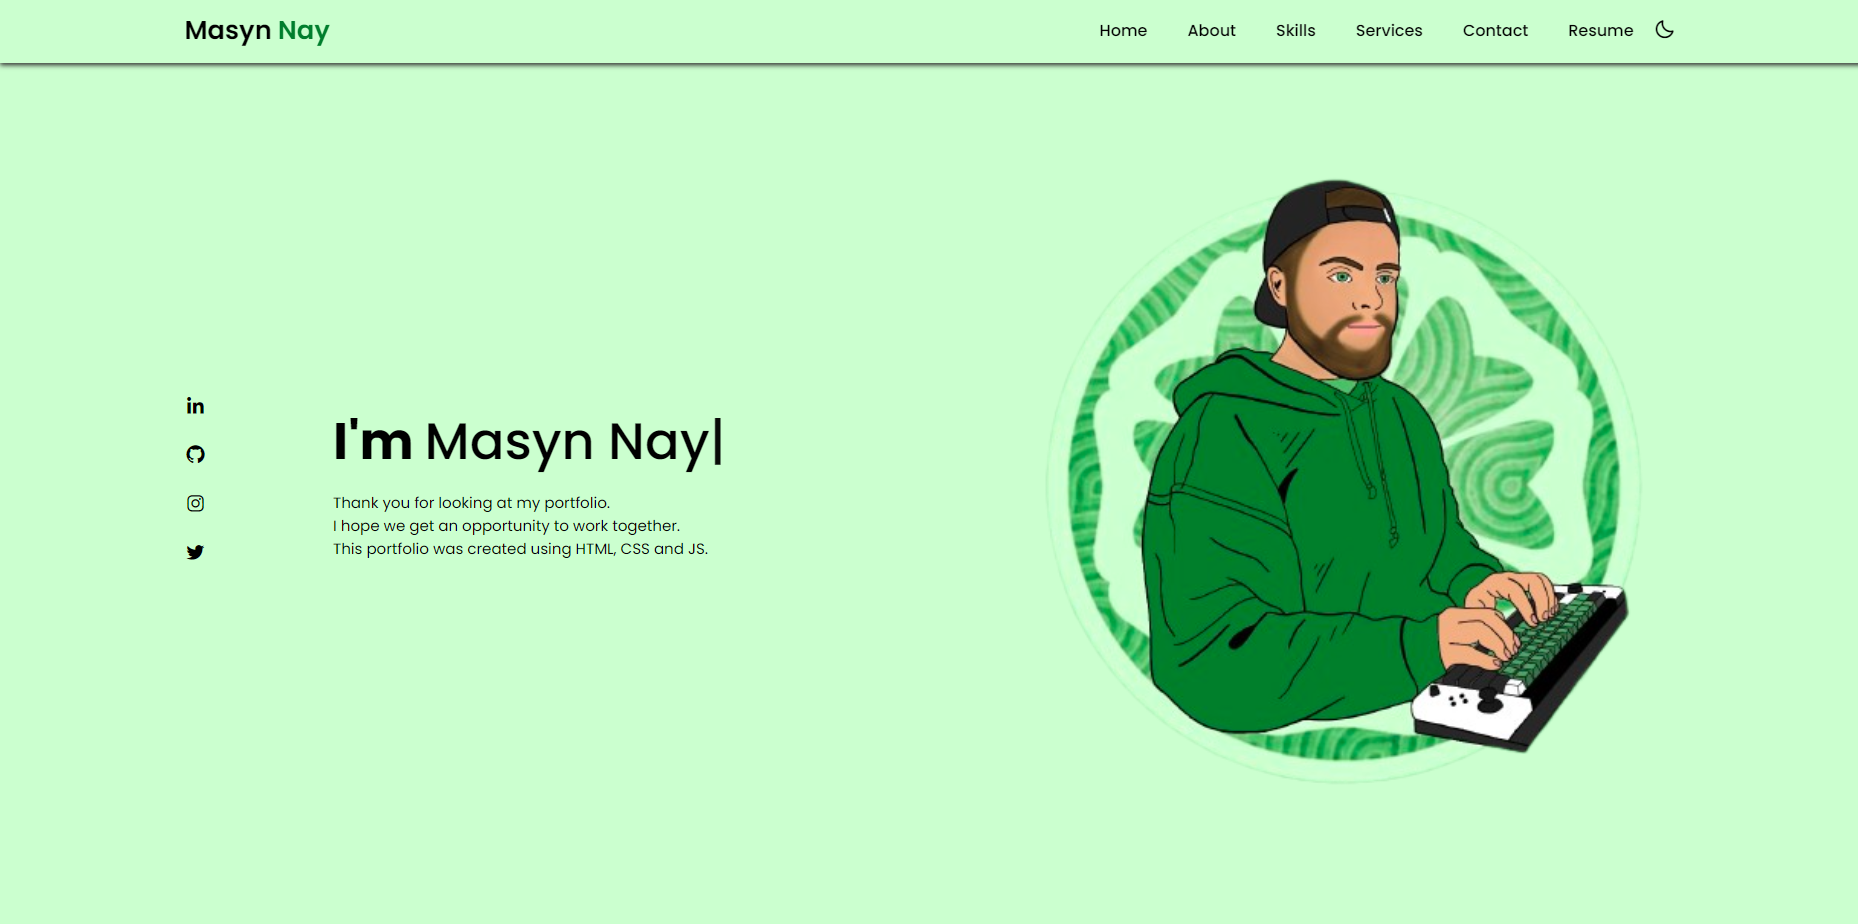 Masyn Nay
Home About Skills Services Contact Resume
I'm Masyn Nay|
Thank you for looking at my portfolio.
I hope we get an opportunity to work together.
This portfolio was created using HTML, CSS and JS.